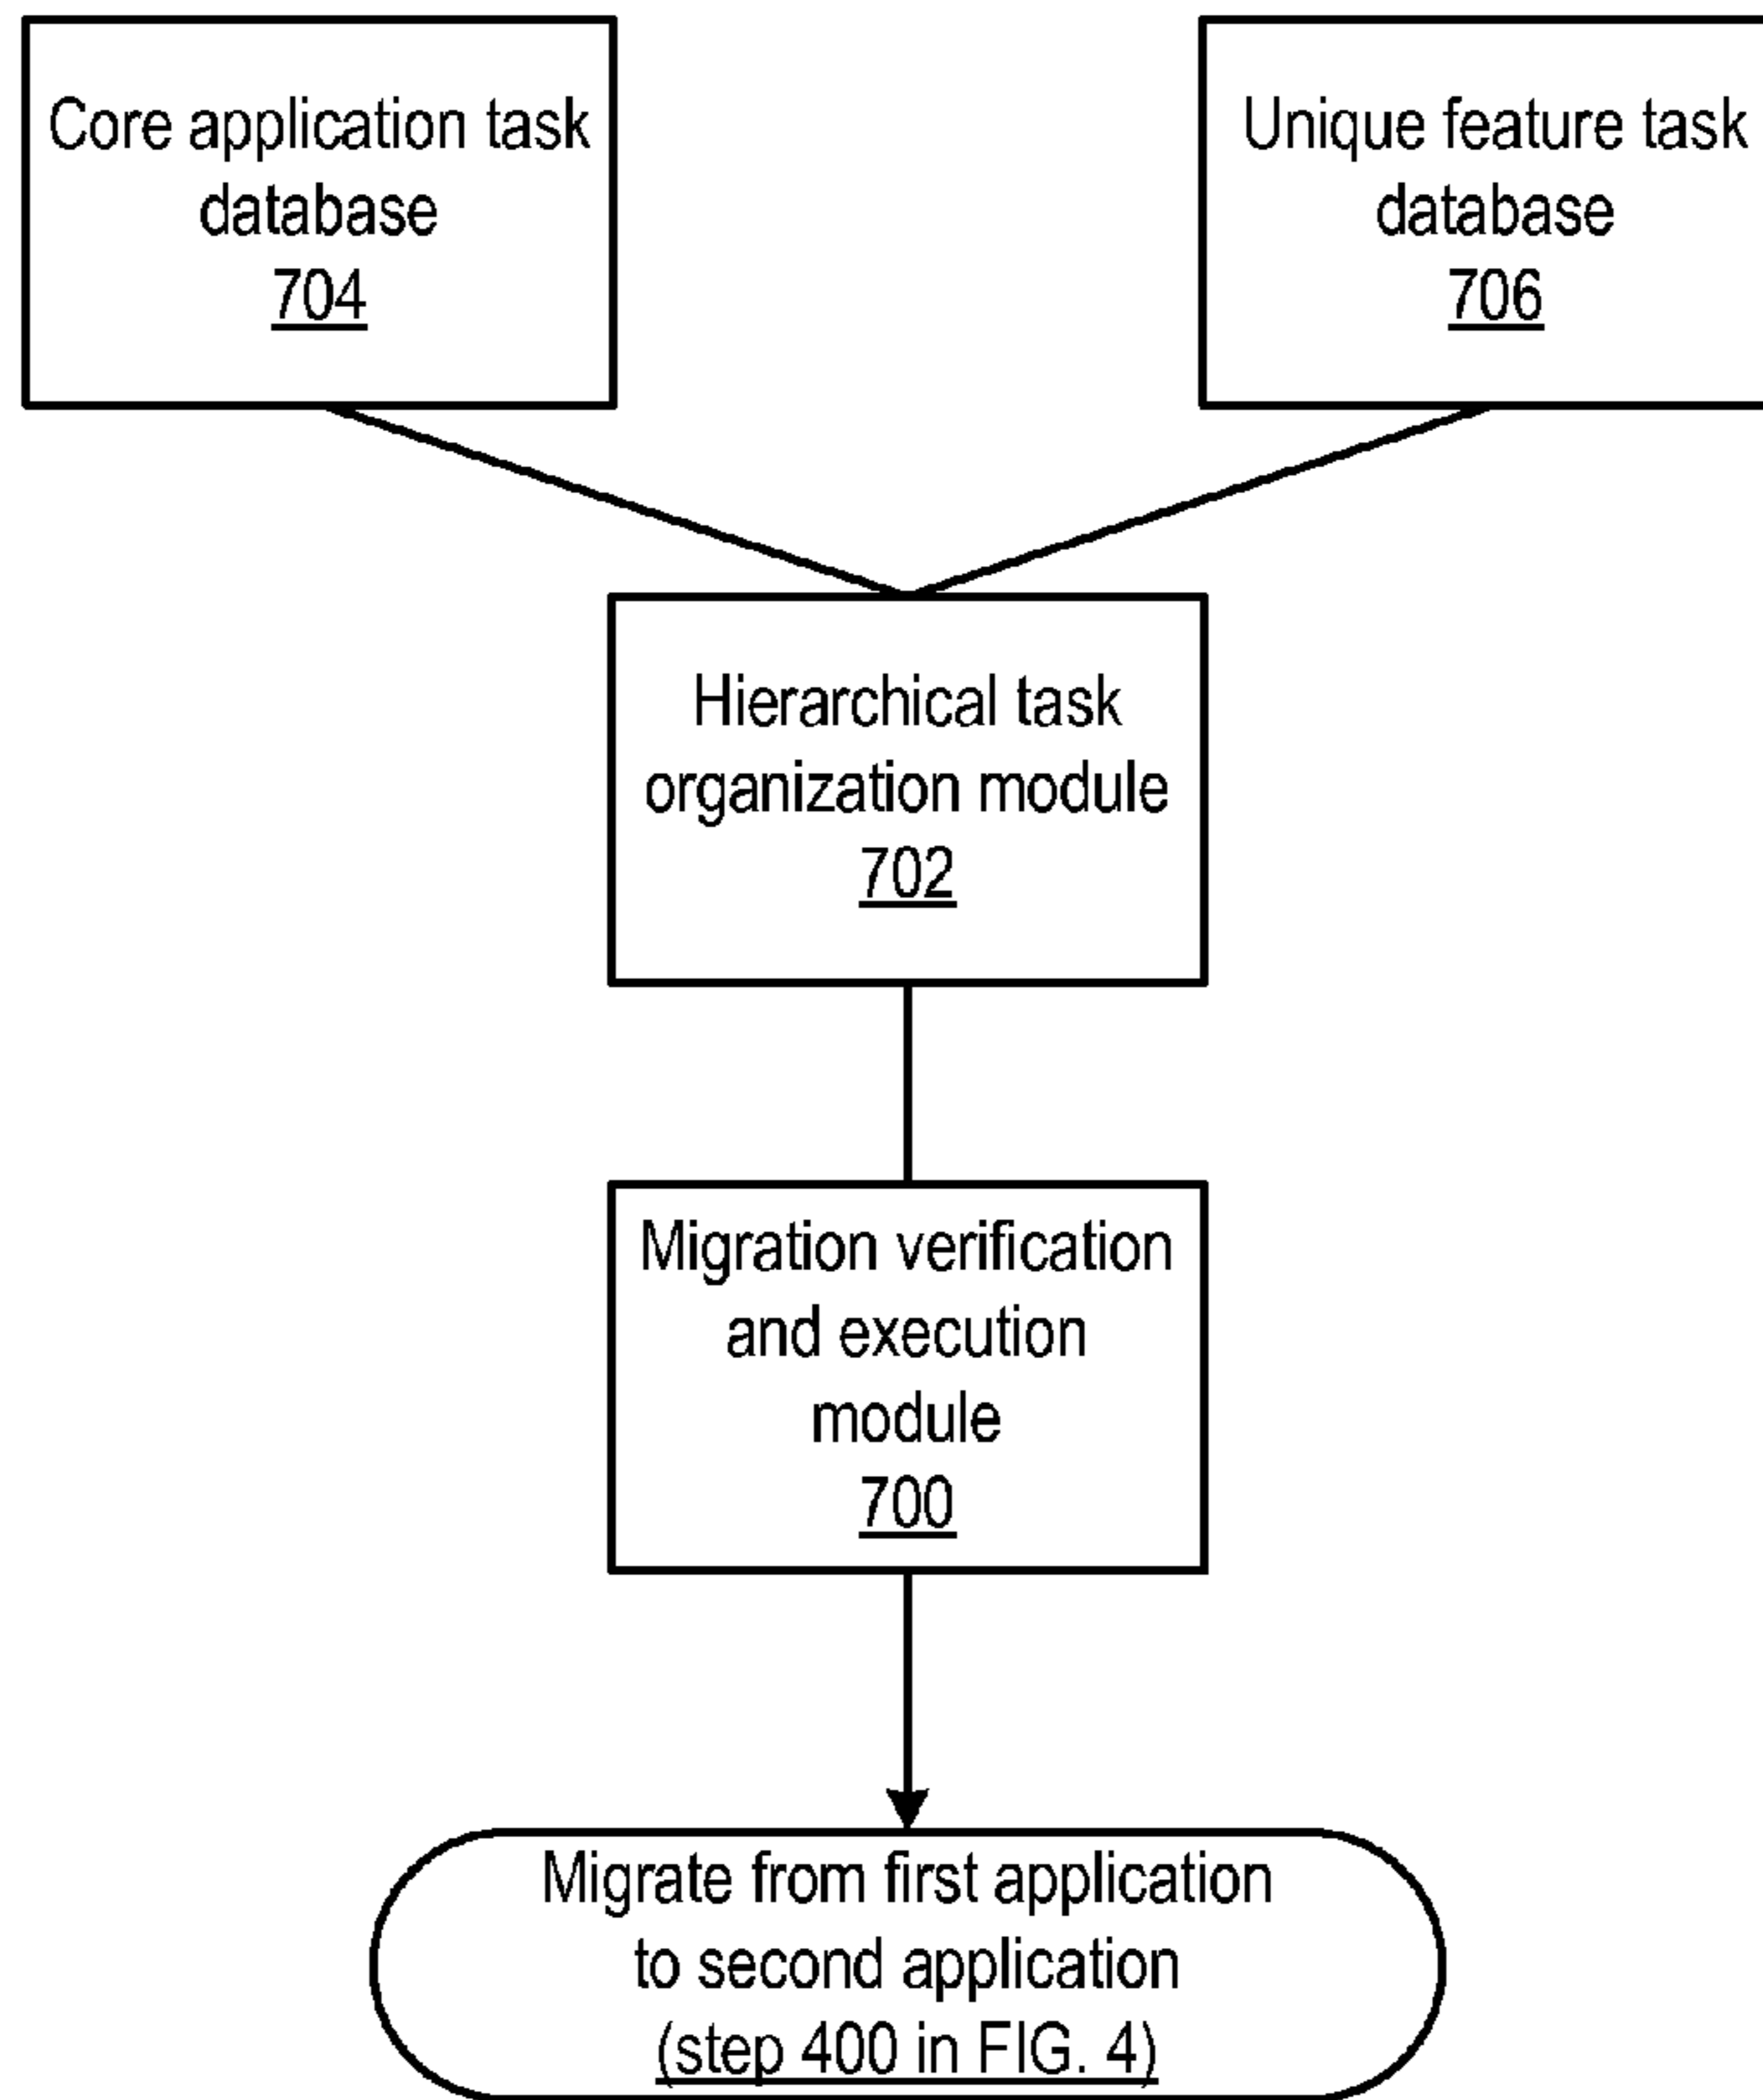 Core application task
database
704
Unique feature task
database
706
Hierarchical task
organization module
702
Migration verification
and execution
module
700
Migrate from first application
to second application
(step 400 in FIG. 4)